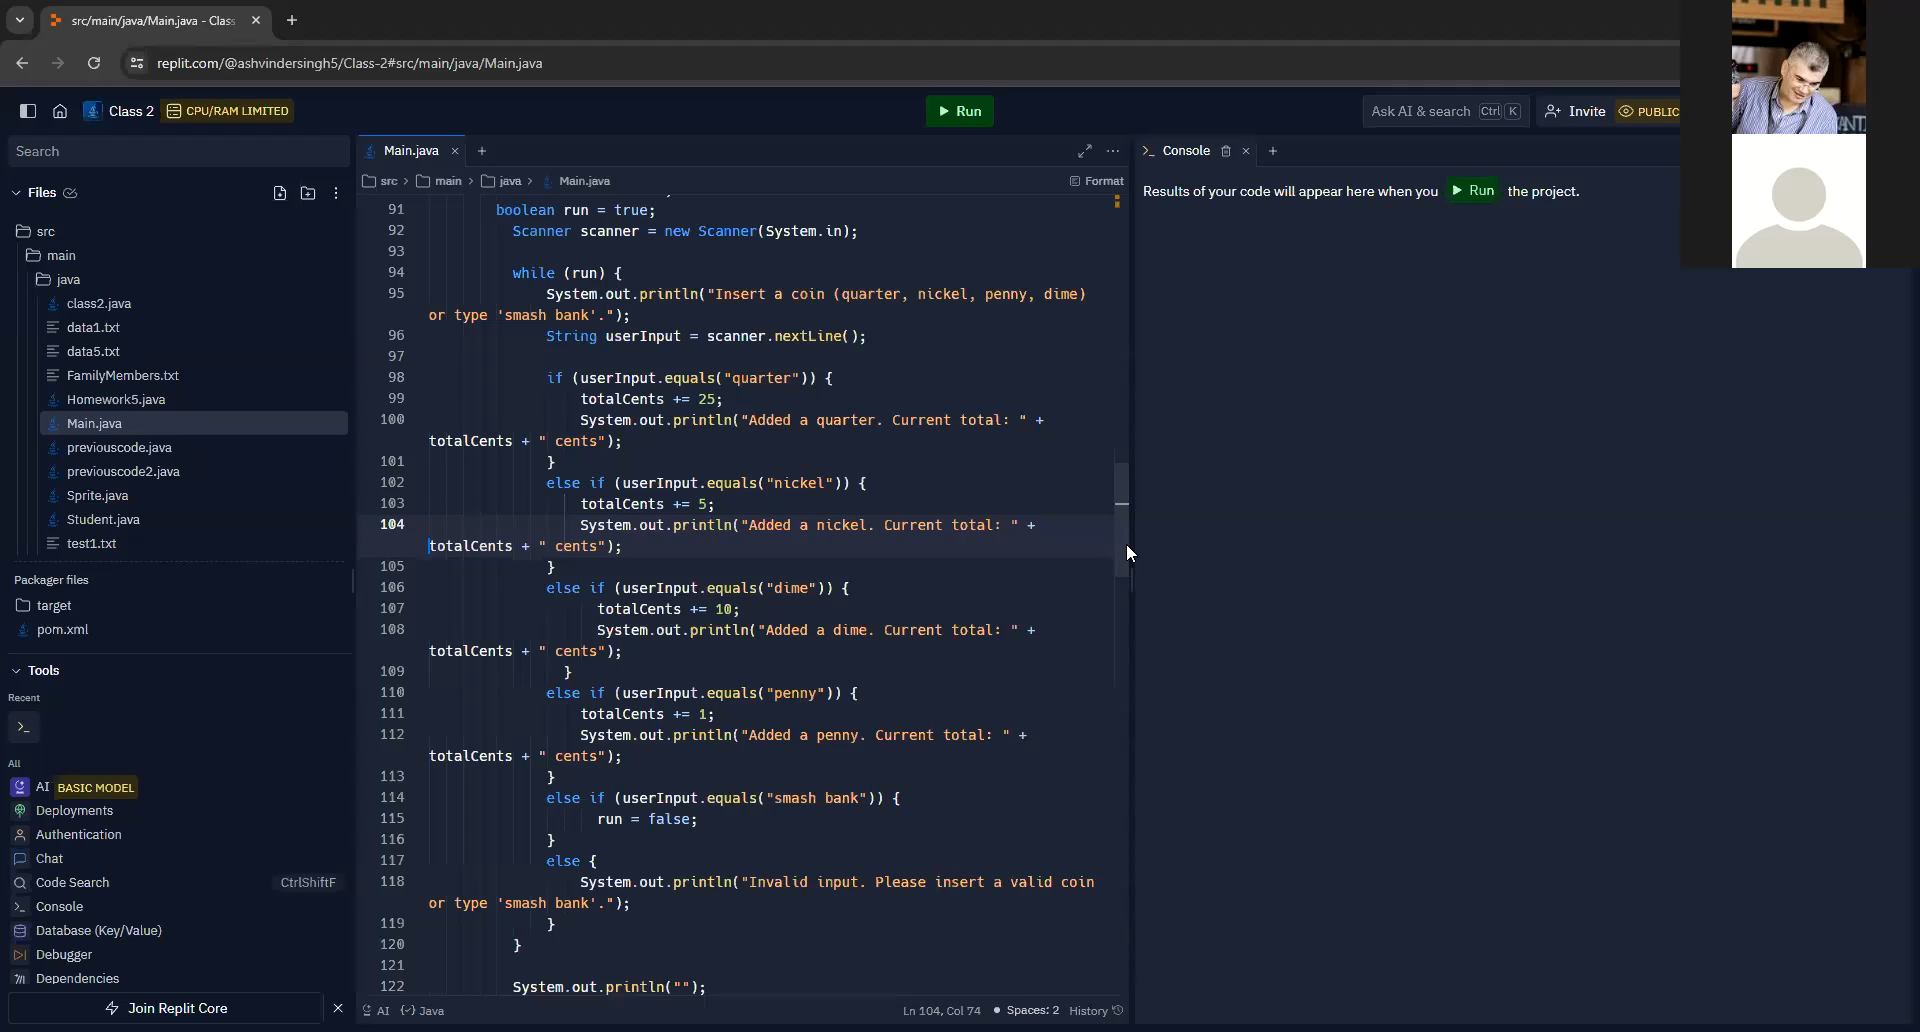 src/main/java/Main.java - Class
replit.com/@ashvindersingh5/Class-2#src/main/java/Main.java
Class 2
CPU/RAM LIMITED
Run
Ask AI & search Ctrl K
Invite
PUBLIC
Search
Files
src
main
java
class2.java
data1.txt
data5.txt
FamilyMembers.txt
Homework5.java
Main.java
previouscode.java
previouscode2.java
Sprite.java
Student.java
test1.txt
Packager files
target
pom.xml
Tools
Recent
All
AI BASIC MODEL
Deployments
Authentication
Chat
Code Search CtrlShiftF
Console
Database (Key/Value)
Debugger
Dependencies
Join Replit Core
Main.java
src > main > java > Main.java
Format
91 boolean run = true;
92 Scanner scanner = new Scanner(System.in);
93
94 while (run) {
95 System.out.println("Insert a coin (quarter, nickel, penny, dime)
or type 'smash bank'.");
96 String userInput = scanner.nextLine();
97
98 if (userInput.equals("quarter")) {
99 totalCents += 25;
100 System.out.println("Added a quarter. Current total: " +
totalCents + " cents");
101 }
102 else if (userInput.equals("nickel")) {
103 totalCents += 5;
104 System.out.println("Added a nickel. Current total: " +
totalCents + " cents");
105 }
106 else if (userInput.equals("dime")) {
107 totalCents += 10;
108 System.out.println("Added a dime. Current total: " +
totalCents + " cents");
109 }
110 else if (userInput.equals("penny")) {
111 totalCents += 1;
112 System.out.println("Added a penny. Current total: " +
totalCents + " cents");
113 }
114 else if (userInput.equals("smash bank")) {
115 run = false;
116 }
117 else {
118 System.out.println("Invalid input. Please insert a valid coin
or type 'smash bank'.");
119 }
120 }
121
122 System.out.println("");
AI Java
Ln 104, Col 74 Spaces: 2 History
Console
Results of your code will appear here when you Run the project.